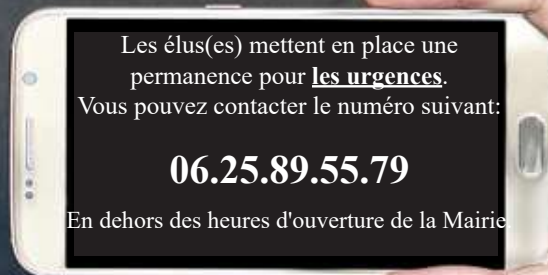 Les élus(es) mettent en place une
permanence pour les urgences.
Vous pouvez contacter le numéro suivant:
06.25.89.55.79
En dehors des heures d'ouverture de la Mairie.